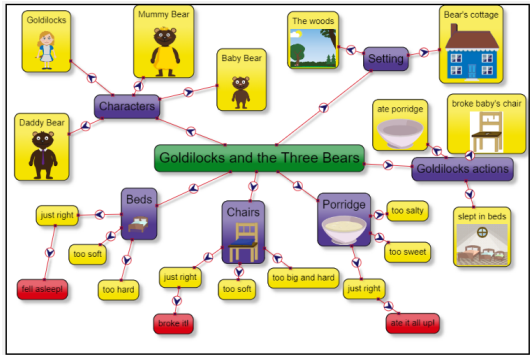 Goldilocks
Mummy Bear
Baby Bear
Daddy Bear
Characters
The woods
Bear's cottage
Setting
Goldilocks and the Three Bears
ate porridge
broke baby's chair
Goldilocks actions
slept in beds
Beds
just right
too soft
too hard
fell asleep!
Chairs
just right
too soft
too big and hard
broke it!
Porridge
too salty
too sweet
just right
ate it all up!